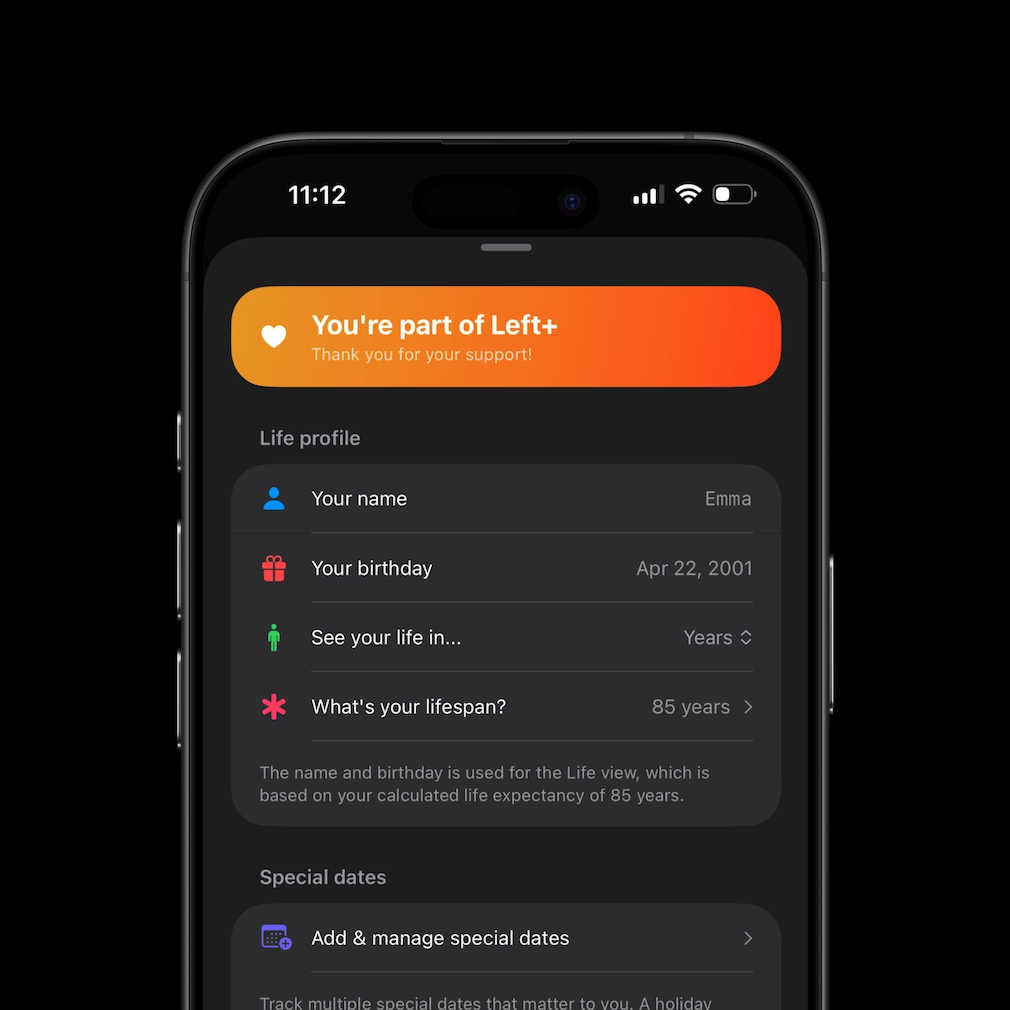 11:12
You're part of Left+
Thank you for your support!
Life profile
Your name Emma
Your birthday Apr 22, 2001
See your life in... Years
What's your lifespan? 85 years
The name and birthday is used for the Life view, which is
based on your calculated life expectancy of 85 years.
Special dates
Add & manage special dates
Track multiple special dates that matter to you. A holiday